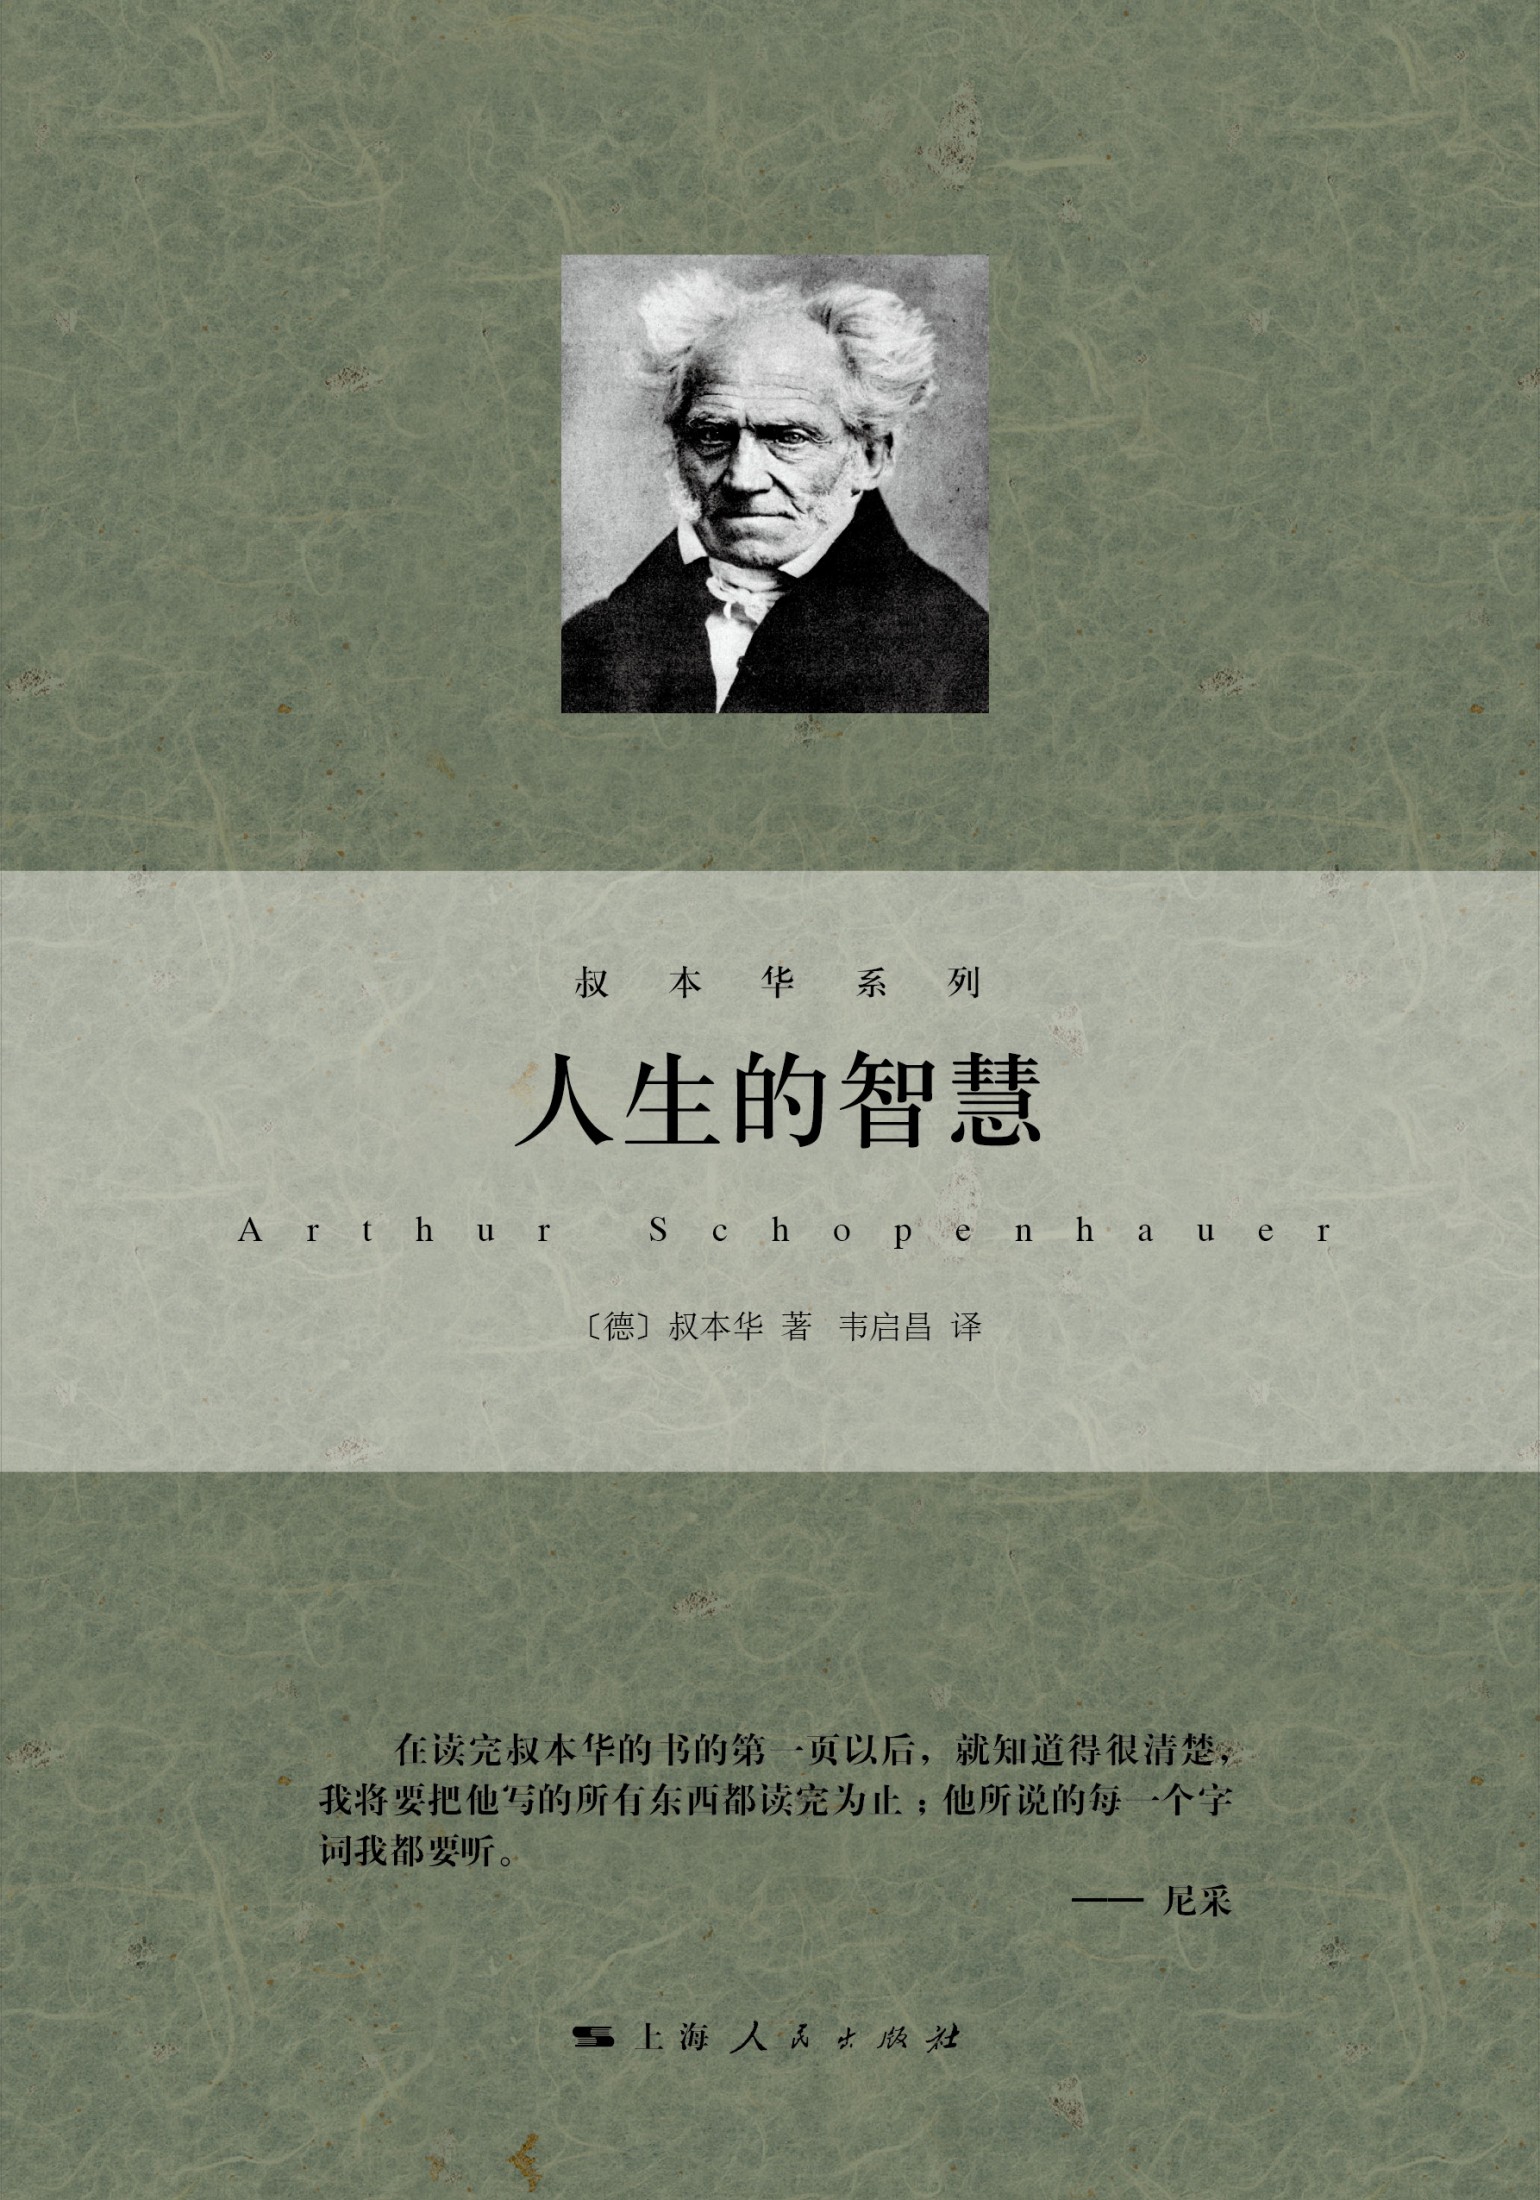 叔本华系列
人生的智慧
Arthur Schopenhauer
〔德〕叔本华 著 韦启昌 译
在读完叔本华的书的第一页以后，就知道得很清楚，
我将要把他写的所有东西都读完为止；他所说的每一个字
词我都要听。
—— 尼采
上海人民出版社